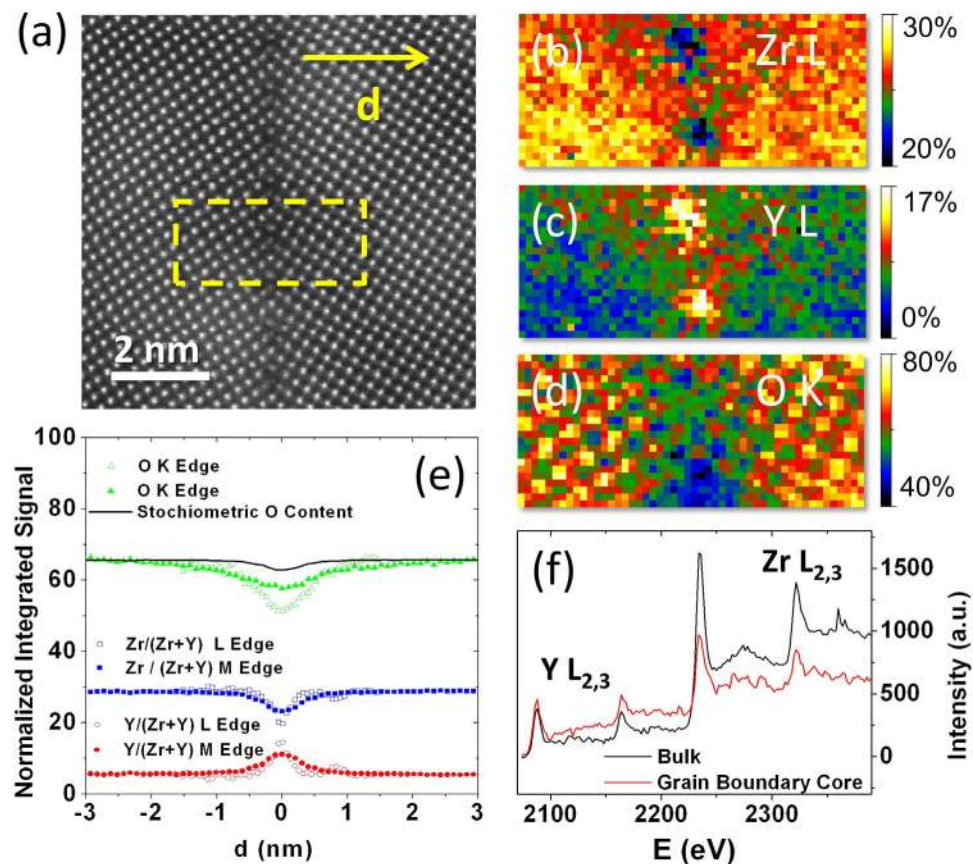 (a)
d
2 nm
(b)
Zr L
30%
20%
(c)
Y L
17%
0%
(d)
O K
80%
40%
(e)
100
80
60
40
20
0
Normalized Integrated Signal
O K Edge
O K Edge
Stochiometric O Content
Zr/(Zr+Y) L Edge
Zr / (Zr+Y) M Edge
Y/(Zr+Y) L Edge
Y/(Zr+Y) M Edge
-3 -2 -1 0 1 2 3
d (nm)
(f)
Zr L2,3
Y L2,3
Bulk
Grain Boundary Core
1500
1000
500
0
Intensity (a.u.)
2100 2200 2300
E (eV)